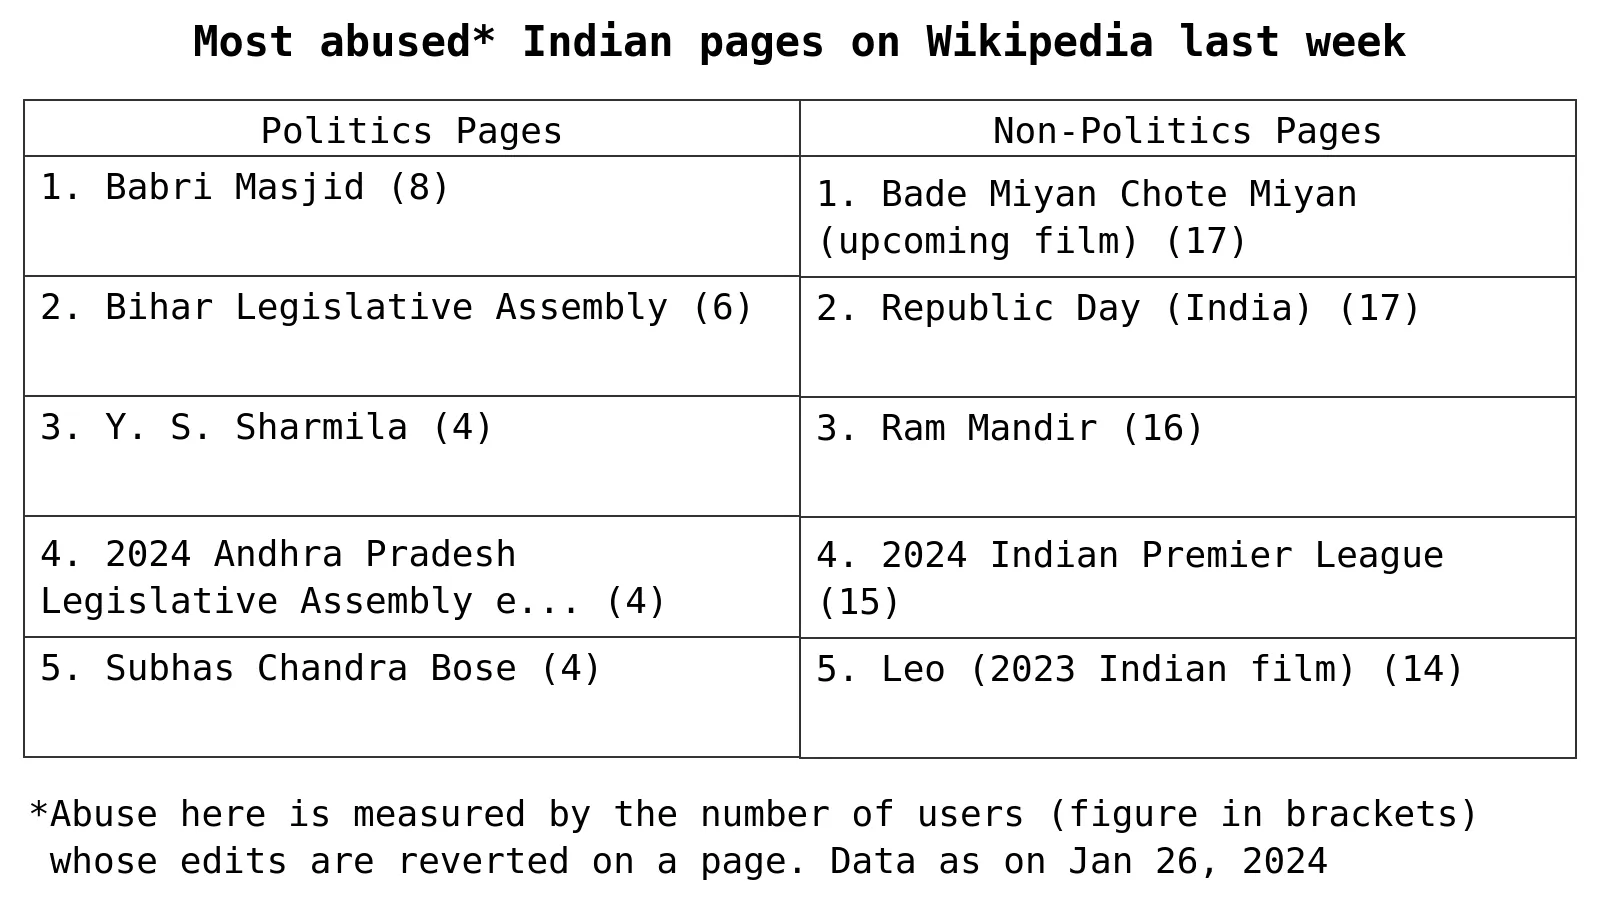 Most abused* Indian pages on Wikipedia last week
Politics Pages
1. Babri Masjid (8)
2. Bihar Legislative Assembly (6)
3. Y. S. Sharmila (4)
4. 2024 Andhra Pradesh
Legislative Assembly e... (4)
5. Subhas Chandra Bose (4)
Non-Politics Pages
1. Bade Miyan Chote Miyan
(upcoming film) (17)
2. Republic Day (India) (17)
3. Ram Mandir (16)
4. 2024 Indian Premier League
(15)
5. Leo (2023 Indian film) (14)
*Abuse here is measured by the number of users (figure in brackets)
whose edits are reverted on a page. Data as on Jan 26, 2024